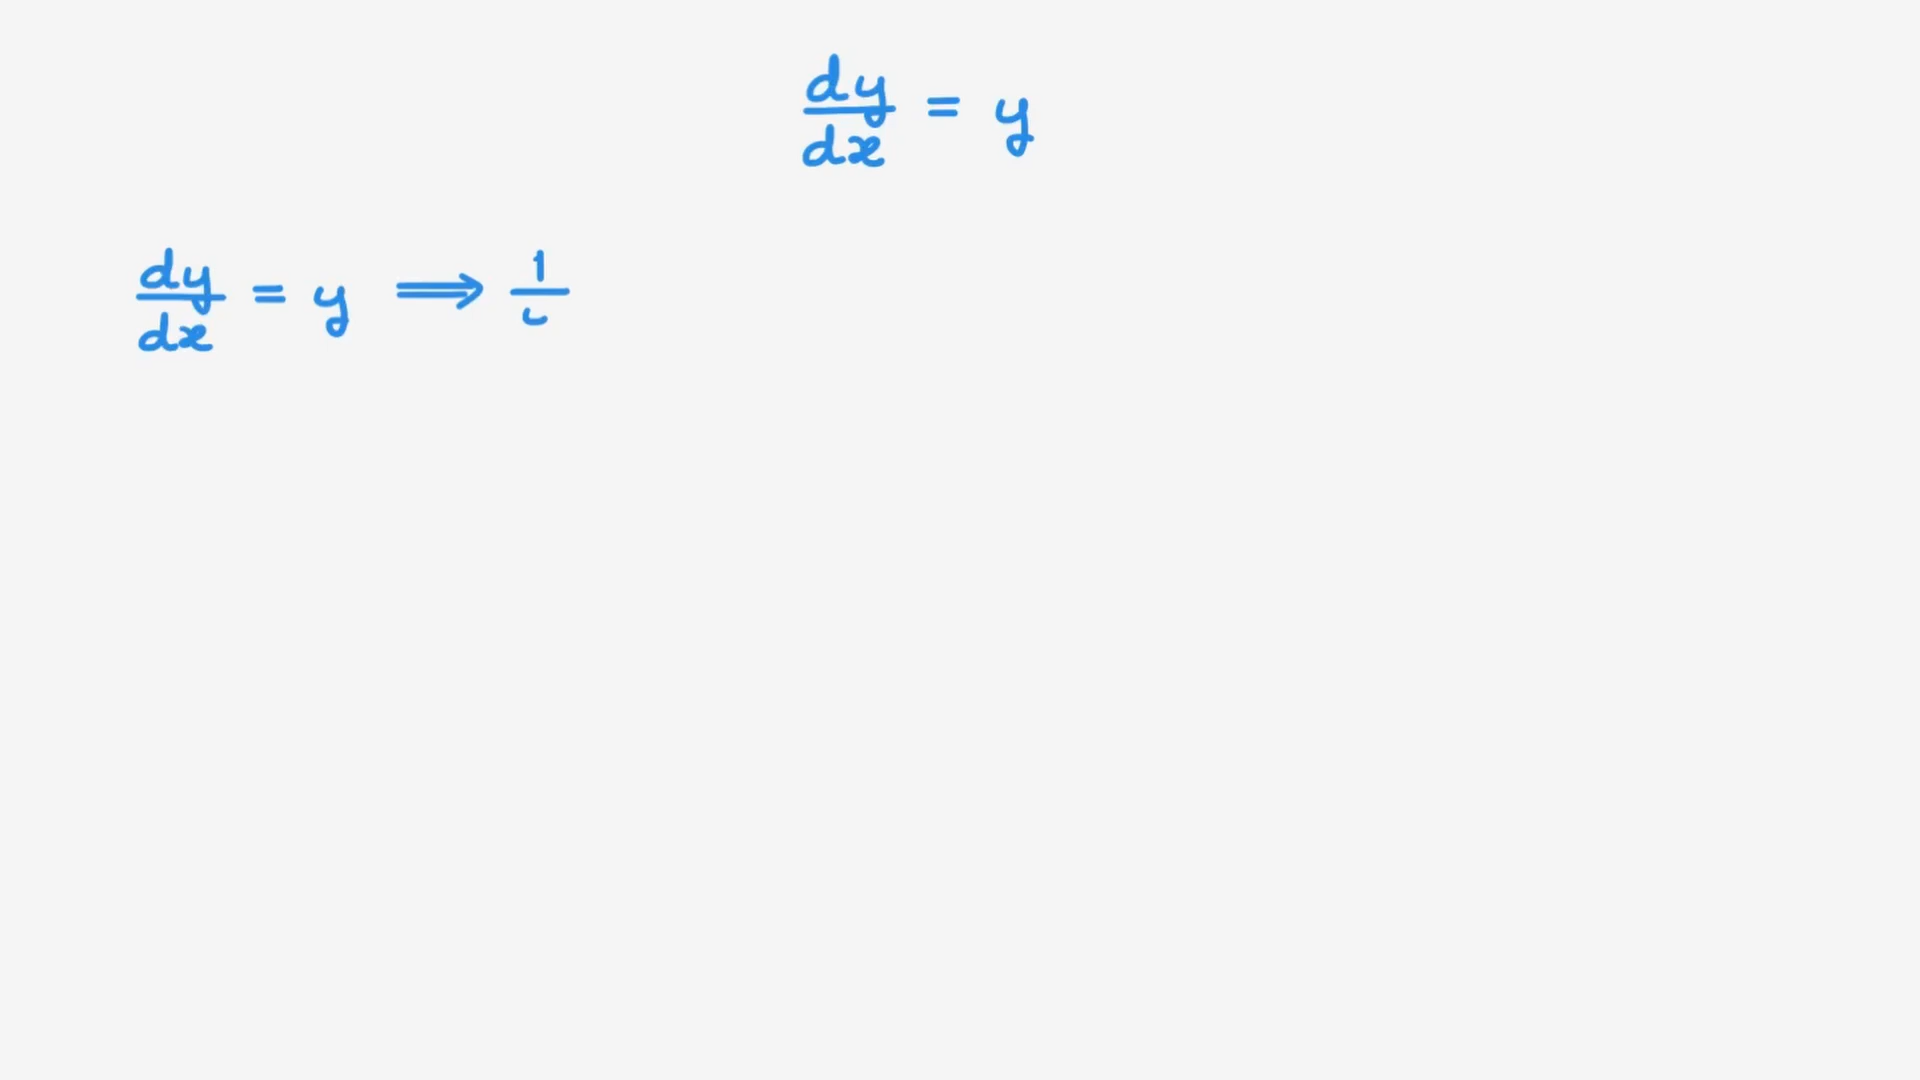 dy/dx = y
dy/dx = y ⟹ 1/